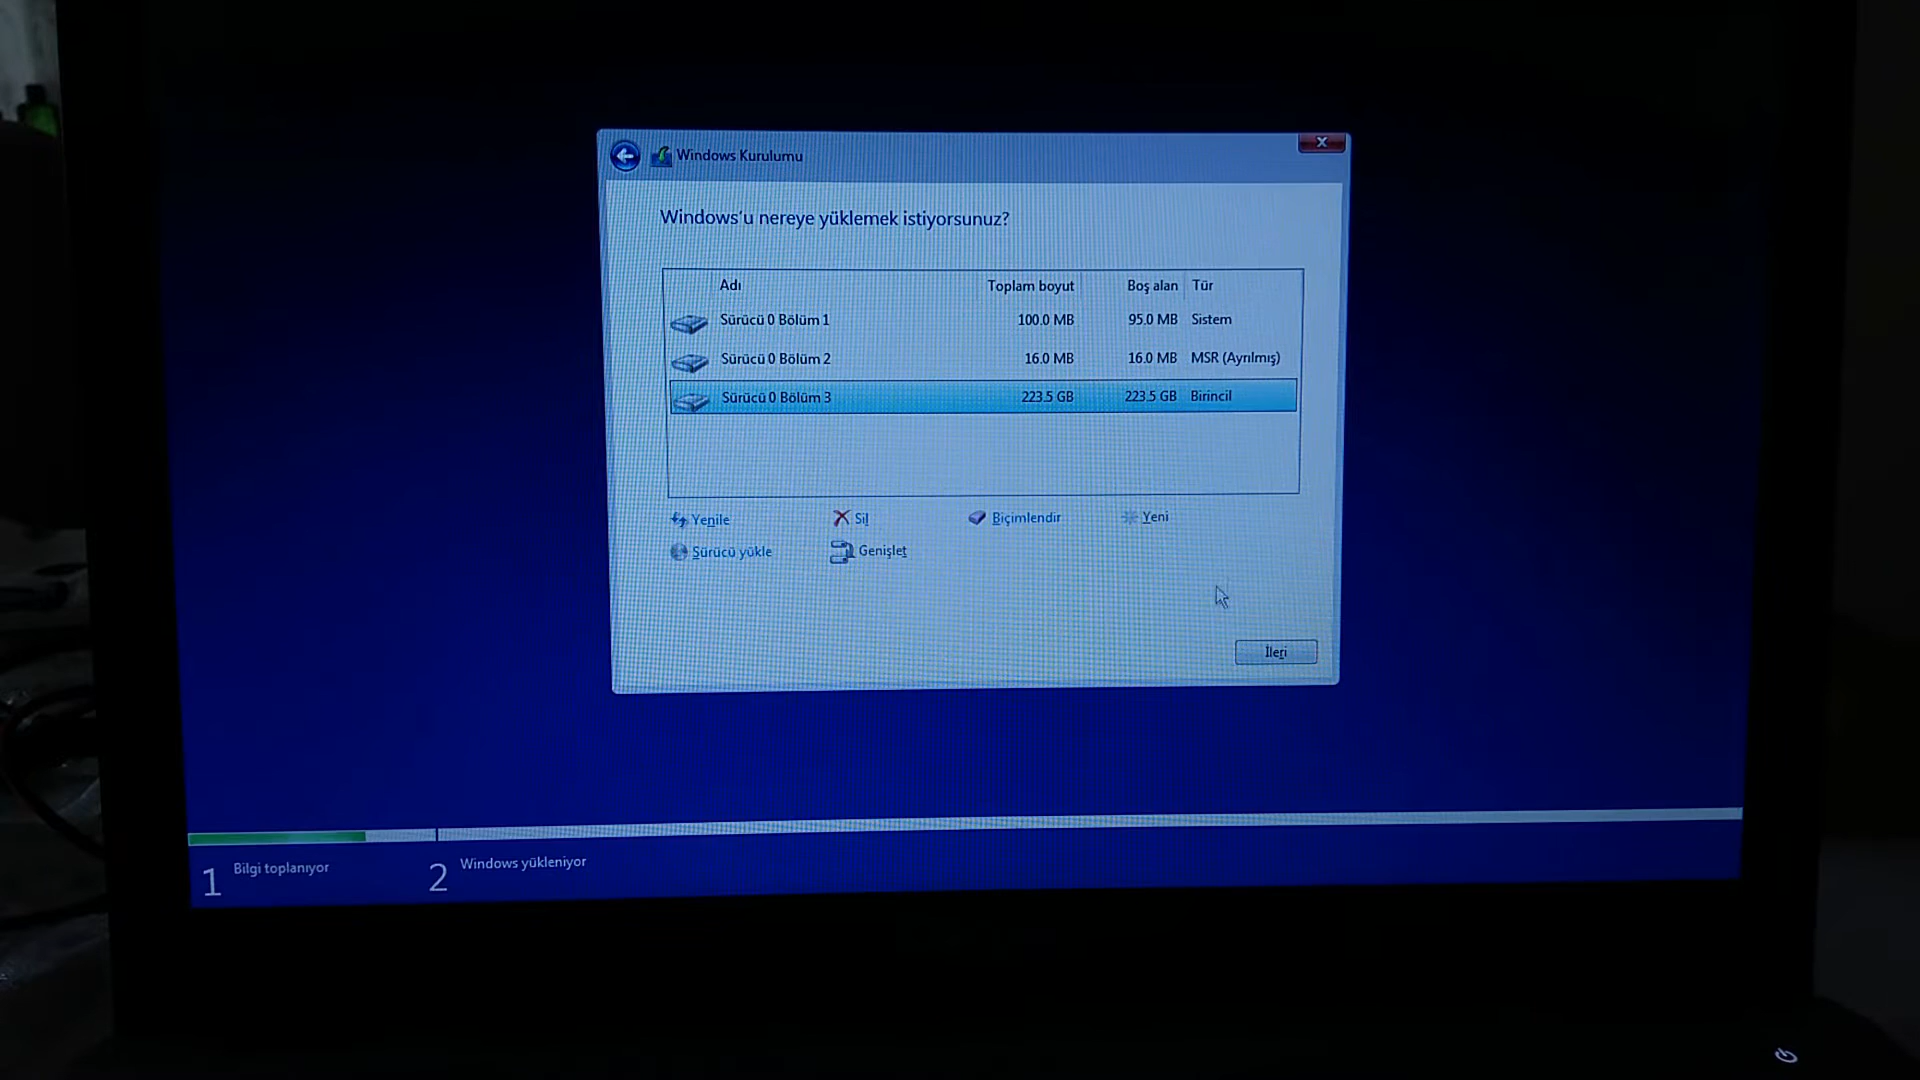 Windows Kurulumu
Windows'u nereye yüklemek istiyorsunuz?
Adı Toplam boyut Boş alan Tür
Sürücü 0 Bölüm 1 100.0 MB 95.0 MB Sistem
Sürücü 0 Bölüm 2 16.0 MB 16.0 MB MSR (Ayrılmış)
Sürücü 0 Bölüm 3 223.5 GB 223.5 GB Birincil
Yenile Sil Biçimlendir Yeni
Sürücü yükle Genişlet
İleri
1 Bilgi toplanıyor 2 Windows yükleniyor